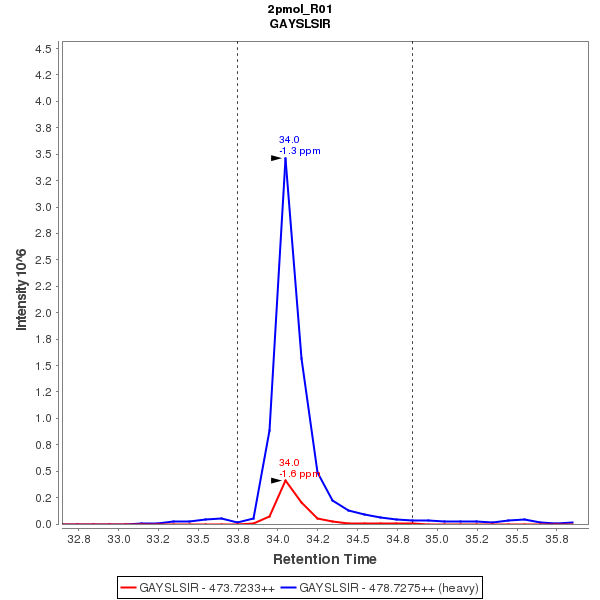 2pmol_R01
GAYSLSIR
Intensity 10^6
4.5
4.2
4.0
3.8
3.5
3.2
3.0
2.8
2.5
2.2
2.0
1.8
1.5
1.2
1.0
0.8
0.5
0.2
0.0
34.0
-1.3 ppm
34.0
-1.6 ppm
32.8 33.0 33.2 33.5 33.8 34.0 34.2 34.5 34.8 35.0 35.2 35.5 35.8
Retention Time
GAYSLSIR - 473.7233++ GAYSLSIR - 478.7275++ (heavy)